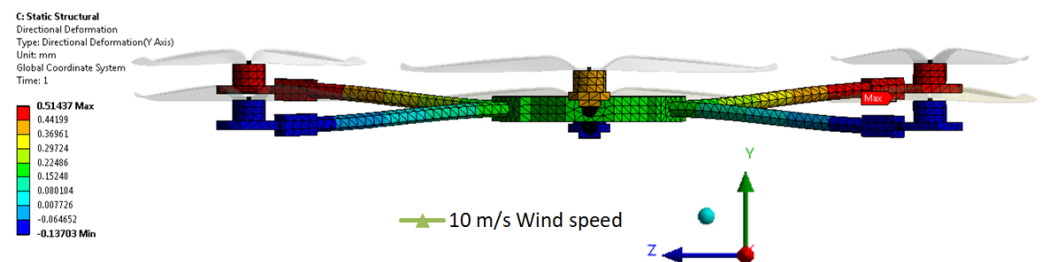 C: Static Structural
Directional Deformation
Type: Directional Deformation(Y Axis)
Unit: mm
Global Coordinate System
Time: 1
0.51437 Max
0.44199
0.36961
0.29724
0.22486
0.15248
0.080104
0.007726
-0.064652
-0.13703 Min
Max
10 m/s Wind speed
Y
Z